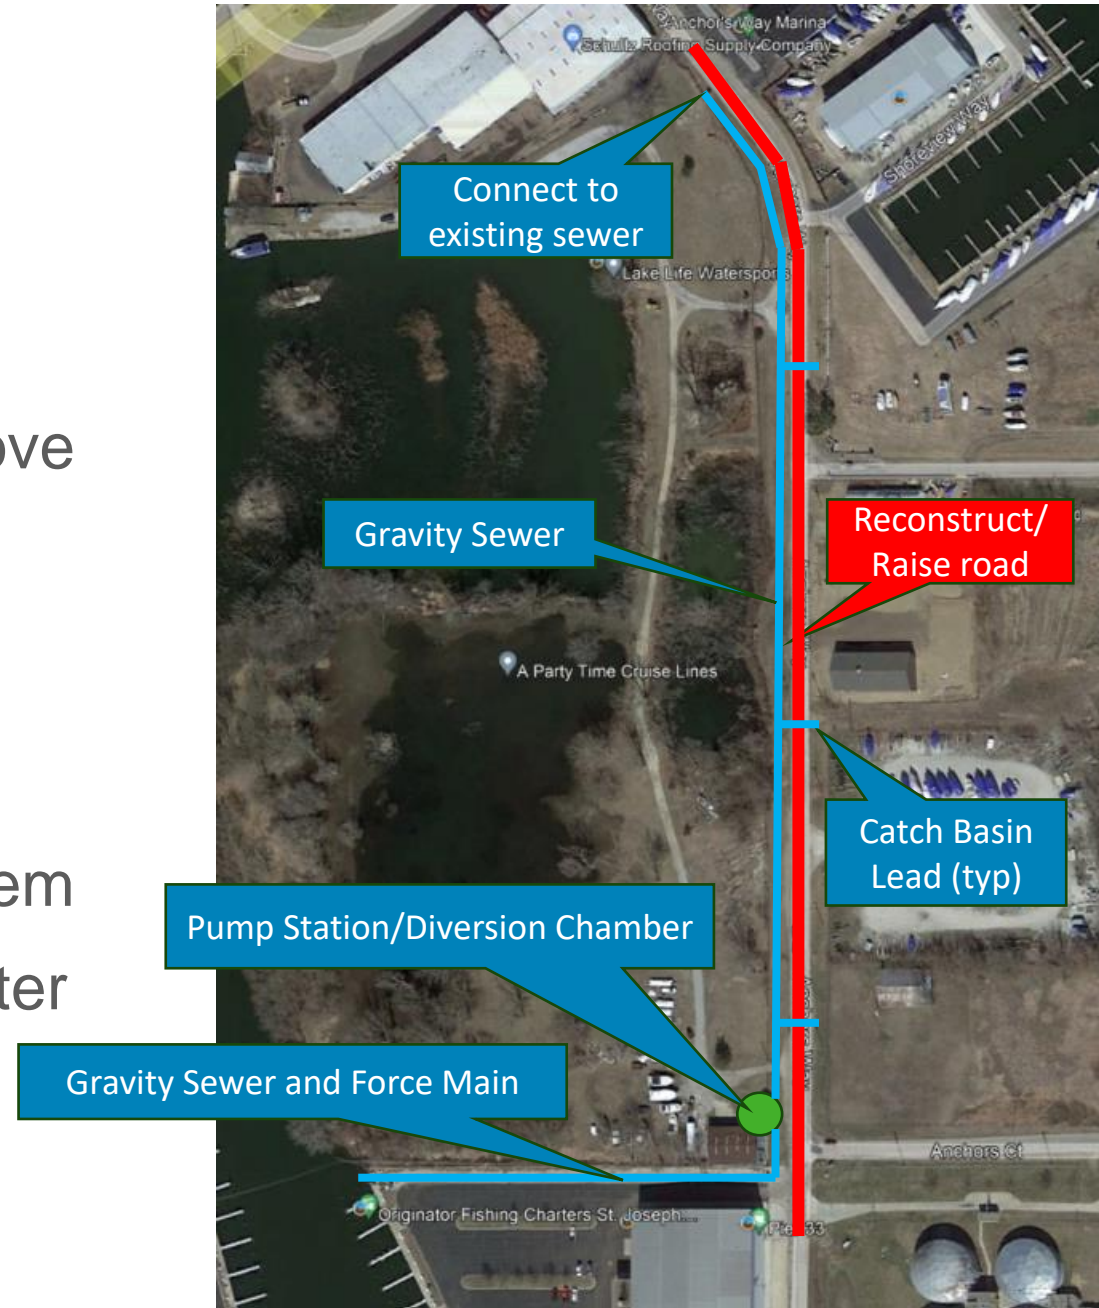 Anchor's Way Marina
Schultz Roofing Supply Company
Shoreview Way
Connect to
existing sewer
Lake Life Watersports
ove
Gravity Sewer
Reconstruct/
Raise road
A Party Time Cruise Lines
Catch Basin
Lead (typ)
em
Pump Station/Diversion Chamber
ter
Gravity Sewer and Force Main
Anchors Ct
Originator Fishing Charters St. Joseph...
Pier 33